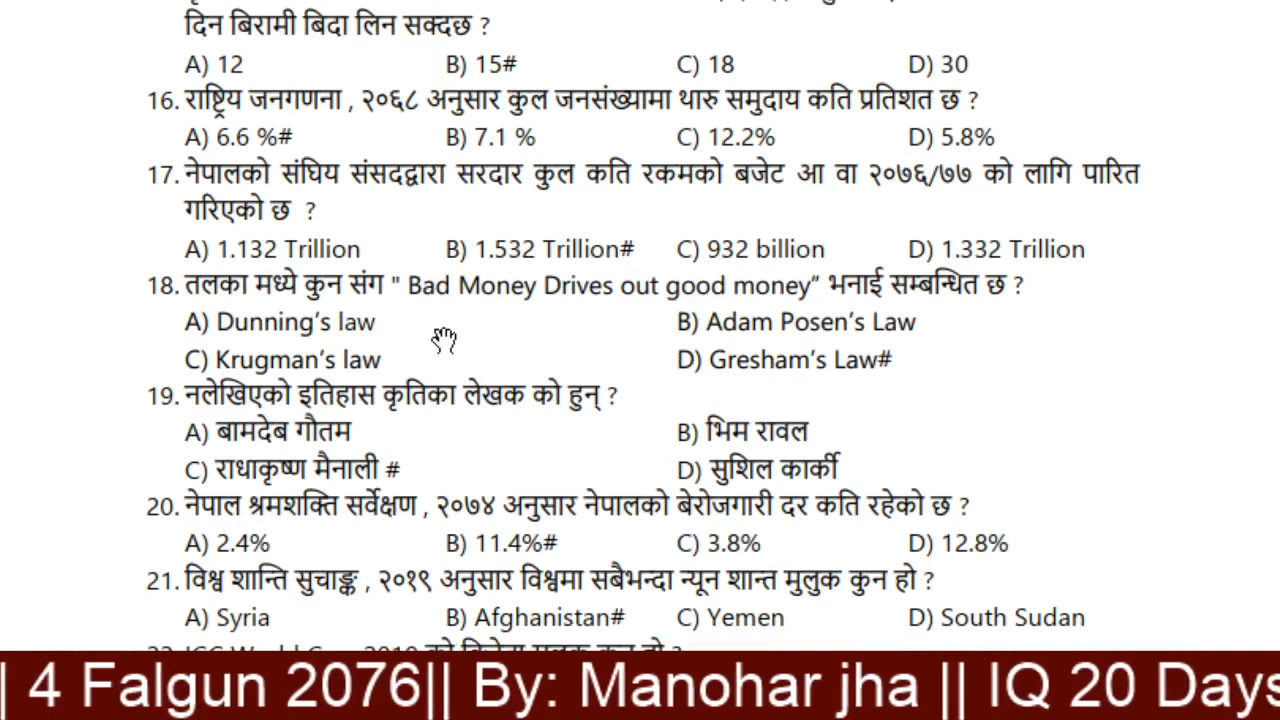 दिन बिरामी बिदा लिन सक्दछ ?
A) 12 B) 15# C) 18 D) 30
16. राष्ट्रिय जनगणना , २०६८ अनुसार कुल जनसंख्यामा थारु समुदाय कति प्रतिशत छ ?
A) 6.6 %# B) 7.1 % C) 12.2% D) 5.8%
17. नेपालको संघिय संसदद्वारा सरदार कुल कति रकमको बजेट आ वा २०७६/७७ को लागि पारित
गरिएको छ ?
A) 1.132 Trillion B) 1.532 Trillion# C) 932 billion D) 1.332 Trillion
18. तलका मध्ये कुन संग " Bad Money Drives out good money” भनाई सम्बन्धित छ ?
A) Dunning’s law B) Adam Posen’s Law
C) Krugman’s law D) Gresham’s Law#
19. नलेखिएको इतिहास कृतिका लेखक को हुन् ?
A) बामदेब गौतम B) भिम रावल
C) राधाकृष्ण मैनाली # D) सुशिल कार्की
20. नेपाल श्रमशक्ति सर्वेक्षण , २०७४ अनुसार नेपालको बेरोजगारी दर कति रहेको छ ?
A) 2.4% B) 11.4%# C) 3.8% D) 12.8%
21. विश्व शान्ति सुचाङ्क , २०१९ अनुसार विश्वमा सबैभन्दा न्यून शान्त मुलुक कुन हो ?
A) Syria B) Afghanistan# C) Yemen D) South Sudan
|| 4 Falgun 2076|| By: Manohar jha || IQ 20 Days